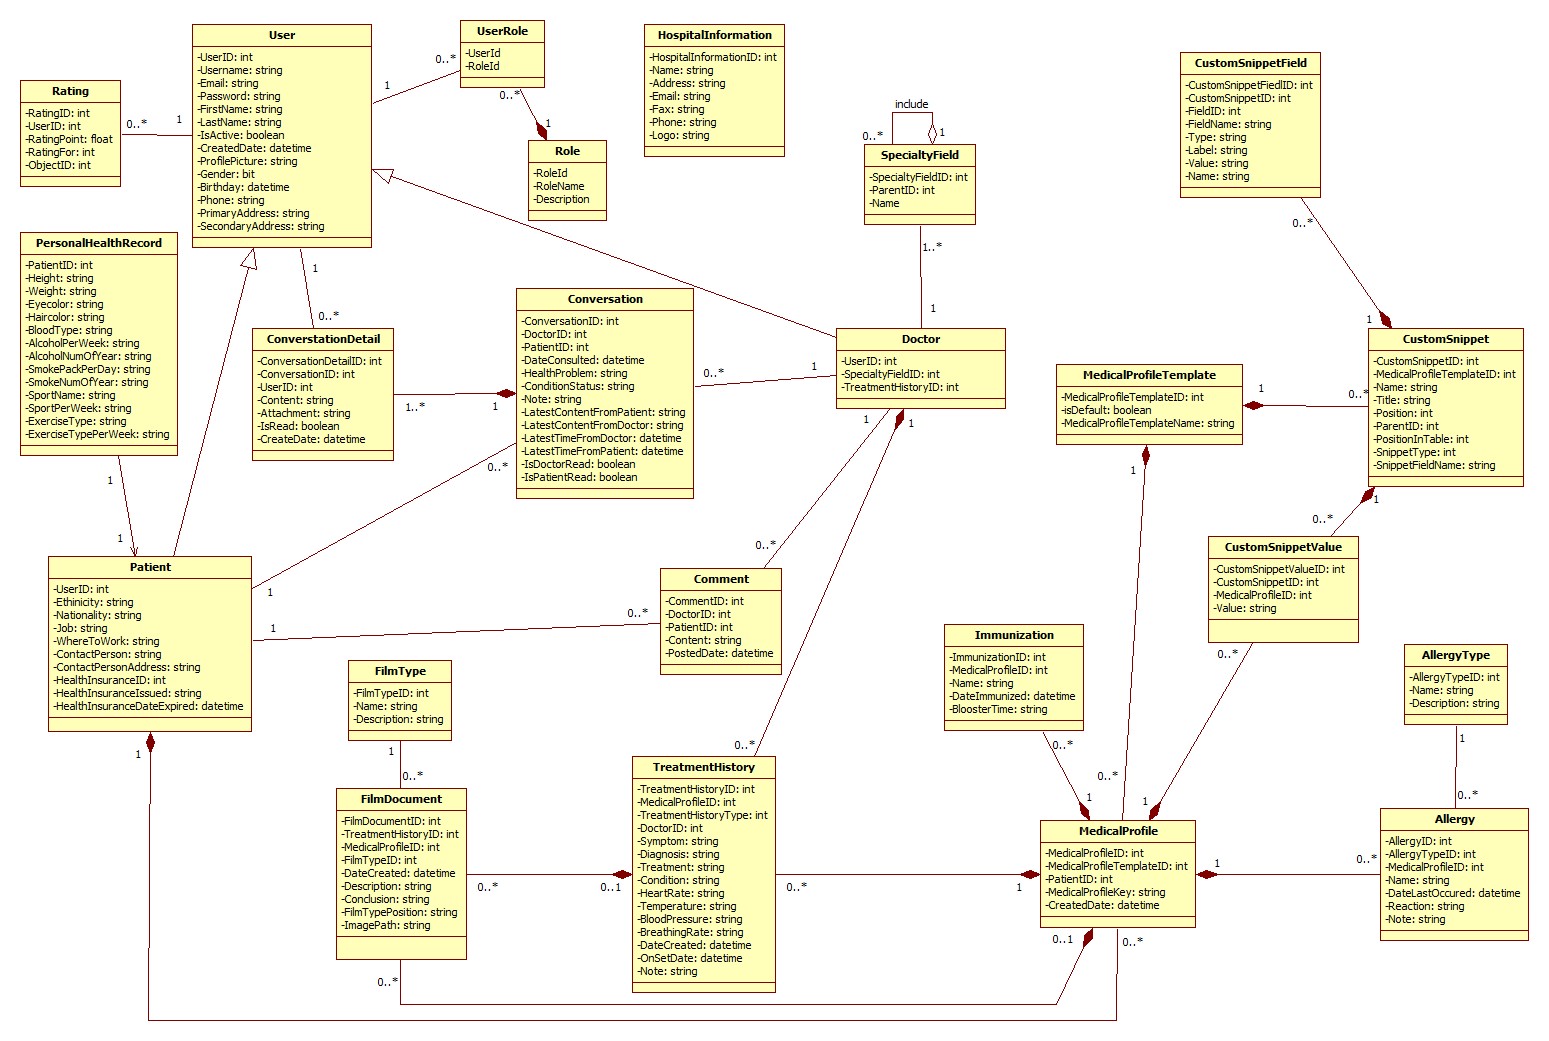 User
-UserID: int
-Username: string
-Email: string
-Password: string
-FirstName: string
-LastName: string
-IsActive: boolean
-CreatedDate: datetime
-ProfilePicture: string
-Gender: bit
-Birthday: datetime
-Phone: string
-PrimaryAddress: string
-SecondaryAddress: string
UserRole
-UserId
-RoleId
0..*
1
0..*
1
Role
-RoleId
-RoleName
-Description
HospitalInformation
-HospitalInformationID: int
-Name: string
-Address: string
-Email: string
-Fax: string
-Phone: string
-Logo: string
Rating
-RatingID: int
-UserID: int
-RatingPoint: float
-RatingFor: int
-ObjectID: int
0..*
1
include
0..*
1
SpecialtyField
-SpecialtyFieldID: int
-ParentID: int
-Name
1..*
1
CustomSnippetField
-CustomSnippetFiedlID: int
-CustomSnippetID: int
-FieldID: int
-FieldName: string
-Type: string
-Label: string
-Value: string
-Name: string
0..*
1
PersonalHealthRecord
-PatientID: int
-Height: string
-Weight: string
-Eyecolor: string
-Haircolor: string
-BloodType: string
-AlcoholPerWeek: string
-AlcoholNumOfYear: string
-SmokePackPerDay: string
-SmokeNumOfYear: string
-SportName: string
-SportPerWeek: string
-ExerciseType: string
-ExerciseTypePerWeek: string
1
1
1
0..*
ConverstationDetail
-ConversationDetailID: int
-ConversationID: int
-UserID: int
-Content: string
-Attachment: string
-IsRead: boolean
-CreateDate: datetime
1..*
1
Conversation
-ConversationID: int
-DoctorID: int
-PatientID: int
-DateConsulted: datetime
-HealthProblem: string
-ConditionStatus: string
-Note: string
-LatestContentFromPatient: string
-LatestContentFromDoctor: string
-LatestTimeFromDoctor: datetime
-LatestTimeFromPatient: datetime
-IsDoctorRead: boolean
-IsPatientRead: boolean
0..*
1
0..*
1
Doctor
-UserID: int
-SpecialtyFieldID: int
-TreatmentHistoryID: int
1
1
MedicalProfileTemplate
-MedicalProfileTemplateID: int
-isDefault: boolean
-MedicalProfileTemplateName: string
1
0..*
1
CustomSnippet
-CustomSnippetID: int
-MedicalProfileTemplateID: int
-Name: string
-Title: string
-Position: int
-ParentID: int
-PositionInTable: int
-SnippetType: int
-SnippetFieldName: string
1
0..*
CustomSnippetValue
-CustomSnippetValueID: int
-CustomSnippetID: int
-MedicalProfileID: int
-Value: string
0..*
Patient
-UserID: int
-Ethinicity: string
-Nationality: string
-Job: string
-WhereToWork: string
-ContactPerson: string
-ContactPersonAddress: string
-HealthInsuranceID: int
-HealthInsuranceIssued: string
-HealthInsuranceDateExpired: datetime
1
1
0..*
0..*
Comment
-CommentID: int
-DoctorID: int
-PatientID: int
-Content: string
-PostedDate: datetime
Immunization
-ImmunizationID: int
-MedicalProfileID: int
-Name: string
-DateImmunized: datetime
-BloosterTime: string
0..*
1
0..*
1
AllergyType
-AllergyTypeID: int
-Name: string
-Description: string
1
0..*
FilmType
-FilmTypeID: int
-Name: string
-Description: string
1
0..*
FilmDocument
-FilmDocumentID: int
-TreatmentHistoryID: int
-MedicalProfileID: int
-FilmTypeID: int
-DateCreated: datetime
-Description: string
-Conclusion: string
-FilmTypePosition: string
-ImagePath: string
0..*
0..1
0..*
0..*
TreatmentHistory
-TreatmentHistoryID: int
-MedicalProfileID: int
-TreatmentHistoryType: int
-DoctorID: int
-Symptom: string
-Diagnosis: string
-Treatment: string
-Condition: string
-HeartRate: string
-Temperature: string
-BloodPressure: string
-BreathingRate: string
-DateCreated: datetime
-OnSetDate: datetime
-Note: string
0..*
1
MedicalProfile
-MedicalProfileID: int
-MedicalProfileTemplateID: int
-PatientID: int
-MedicalProfileKey: string
-CreatedDate: datetime
0..1
0..*
1
0..*
Allergy
-AllergyID: int
-AllergyTypeID: int
-MedicalProfileID: int
-Name: string
-DateLastOccured: datetime
-Reaction: string
-Note: string